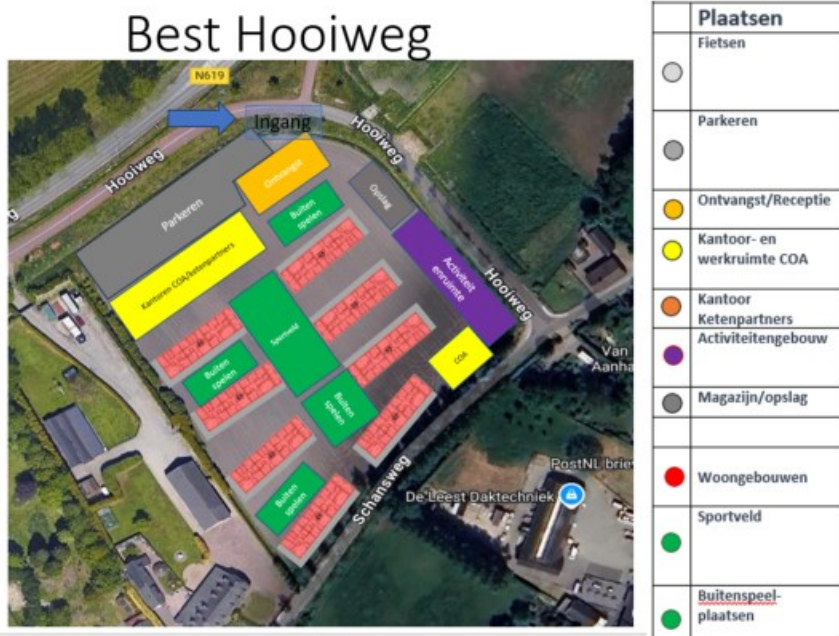 Best Hooiweg
N619
Ingang
Hooiweg
Hooiweg
Ontvangst
Opslag
Parkeren
Buiten
spelen
Kantoren COA/ketenpartners
Activiteit
enruimte
Hooiweg
Sportveld
Buiten
spelen
COA
Van
Aanha
Buiten
spelen
Buiten
spelen
Schansweg
PostNL brie
De Leest Daktechniek
Plaatsen
Fietsen
Parkeren
Ontvangst/Receptie
Kantoor- en
werkruimte COA
Kantoor
Ketenpartners
Activiteitengebouw
Magazijn/opslag
Woongebouwen
Sportveld
Buitenspeel-
plaatsen